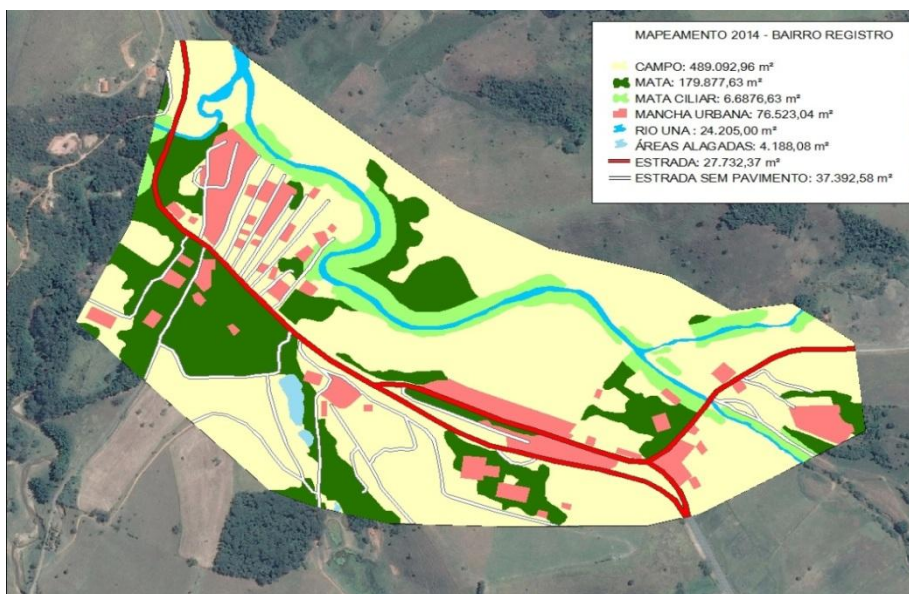 MAPEAMENTO 2014 - BAIRRO REGISTRO
CAMPO: 489.092,96 m²
MATA: 179.877,63 m²
MATA CILIAR: 6.6876,63 m²
MANCHA URBANA: 76.523,04 m²
RIO UNA : 24.205,00 m²
ÁREAS ALAGADAS: 4.188,08 m²
ESTRADA: 27.732,37 m²
ESTRADA SEM PAVIMENTO: 37.392,58 m²